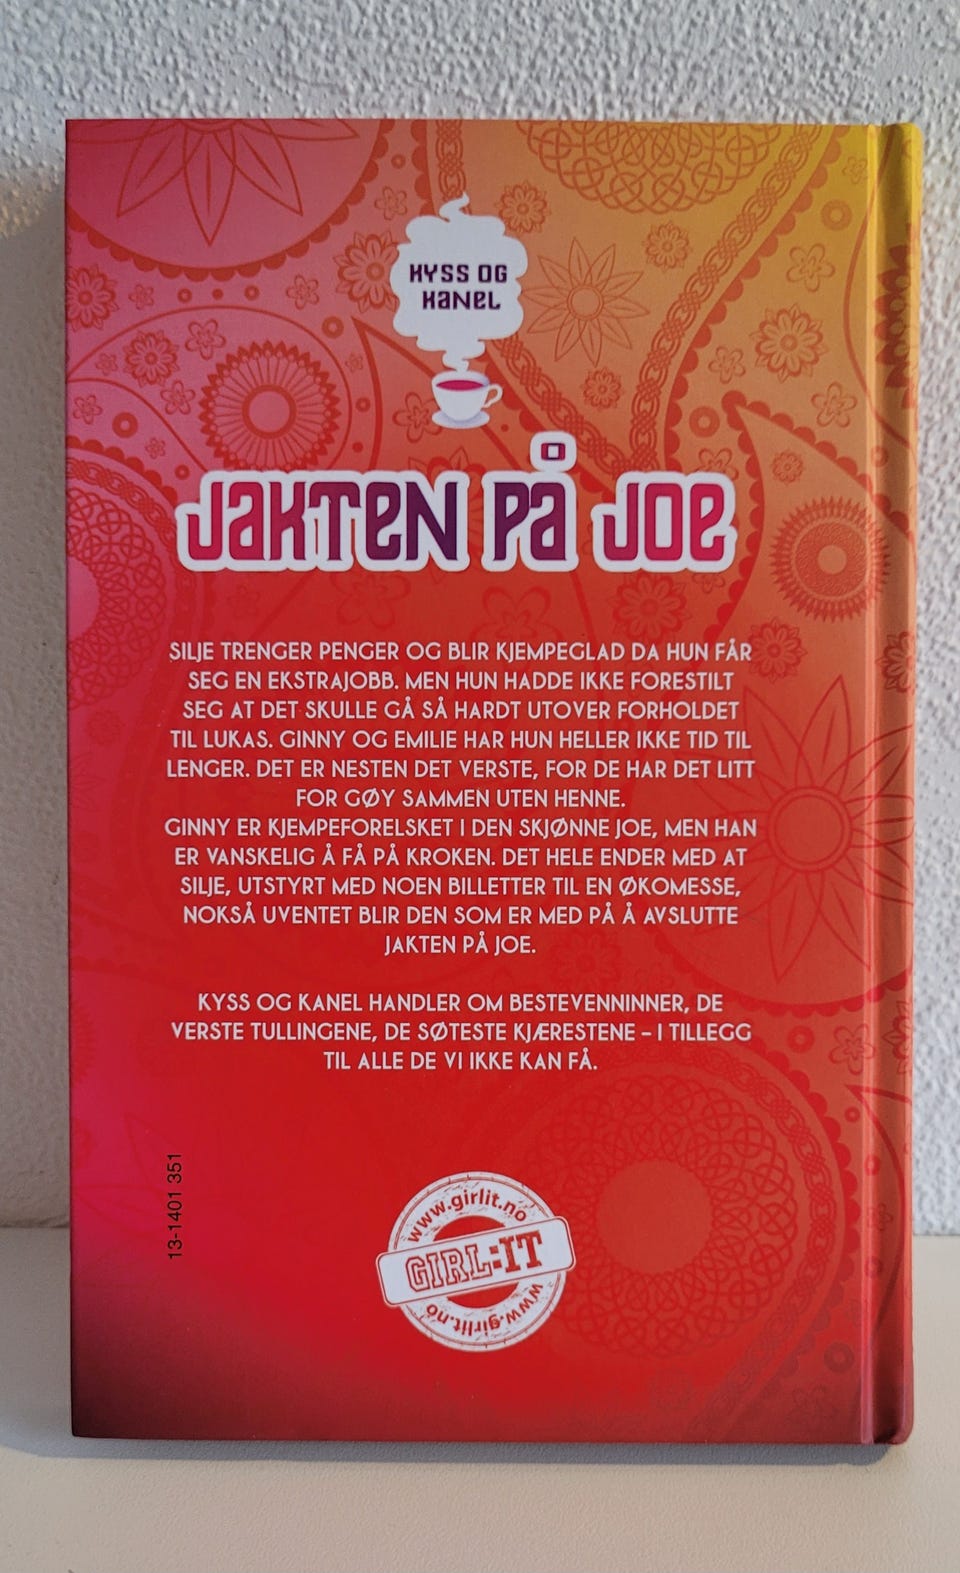 KYSS OG
KANEL
JAKTEN PÅ JOE
SILJE TRENGER PENGER OG BLIR KJEMPEGLAD DA HUN FÅR
SEG EN EKSTRAJOBB. MEN HUN HADDE IKKE FORESTILT
SEG AT DET SKULLE GÅ SÅ HARDT UTOVER FORHOLDET
TIL LUKAS. GINNY OG EMILIE HAR HUN HELLER IKKE TID TIL
LENGER. DET ER NESTEN DET VERSTE, FOR DE HAR DET LITT
FOR GØY SAMMEN UTEN HENNE.
GINNY ER KJEMPEFORELSKET I DEN SKJØNNE JOE, MEN HAN
ER VANSKELIG Å FÅ PÅ KROKEN. DET HELE ENDER MED AT
SILJE, UTSTYRT MED NOEN BILLETTER TIL EN ØKOMESSE,
NOKSÅ UVENTET BLIR DEN SOM ER MED PÅ Å AVSLUTTE
JAKTEN PÅ JOE.
KYSS OG KANEL HANDLER OM BESTEVENNINNER, DE
VERSTE TULLINGENE, DE SØTESTE KJÆRESTENE – I TILLEGG
TIL ALLE DE VI IKKE KAN FÅ.
13-1401 351
www.girlit.no
GIRL:IT
www.girlit.no